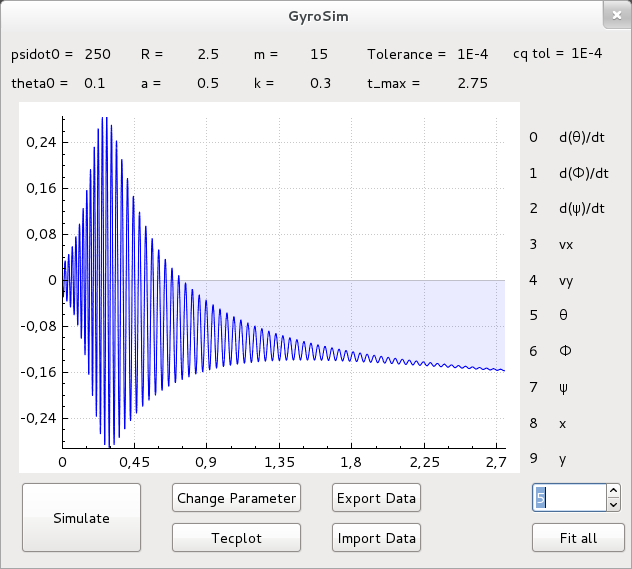 GyroSim
psidot0 = 250 R = 2.5 m = 15 Tolerance = 1E-4 cq tol = 1E-4
theta0 = 0.1 a = 0.5 k = 0.3 t_max = 2.75
0,24
0,16
0,08
0
-0,08
-0,16
-0,24
0 0,45 0,9 1,35 1,8 2,25 2,7
0 d(θ)/dt
1 d(Φ)/dt
2 d(ψ)/dt
3 vx
4 vy
5 θ
6 Φ
7 ψ
8 x
9 y
Simulate
Change Parameter
Export Data
5
Tecplot
Import Data
Fit all